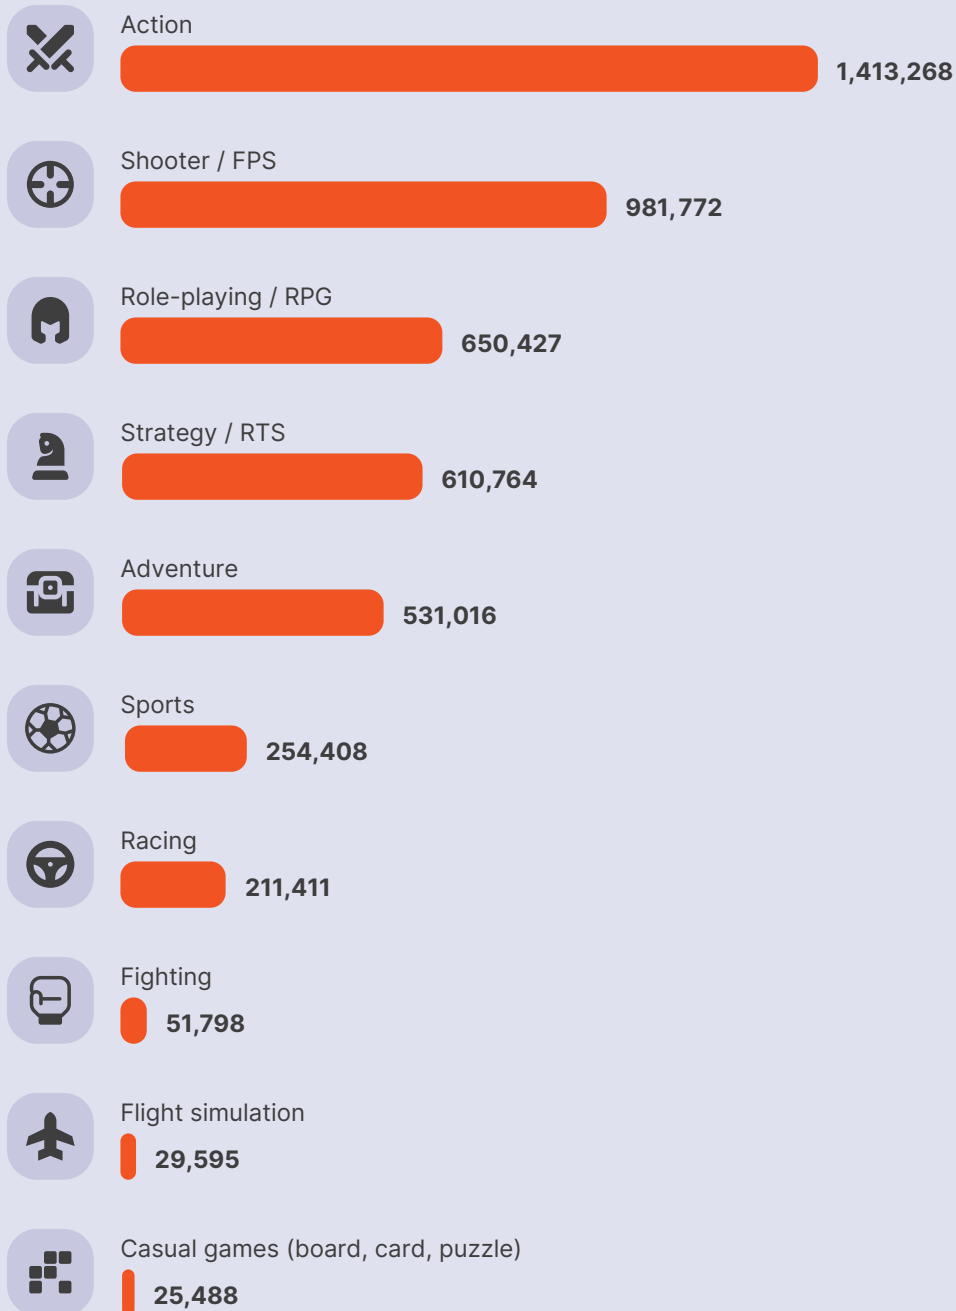 Action
1,413,268
Shooter / FPS
981,772
Role-playing / RPG
650,427
Strategy / RTS
610,764
Adventure
531,016
Sports
254,408
Racing
211,411
Fighting
51,798
Flight simulation
29,595
Casual games (board, card, puzzle)
25,488